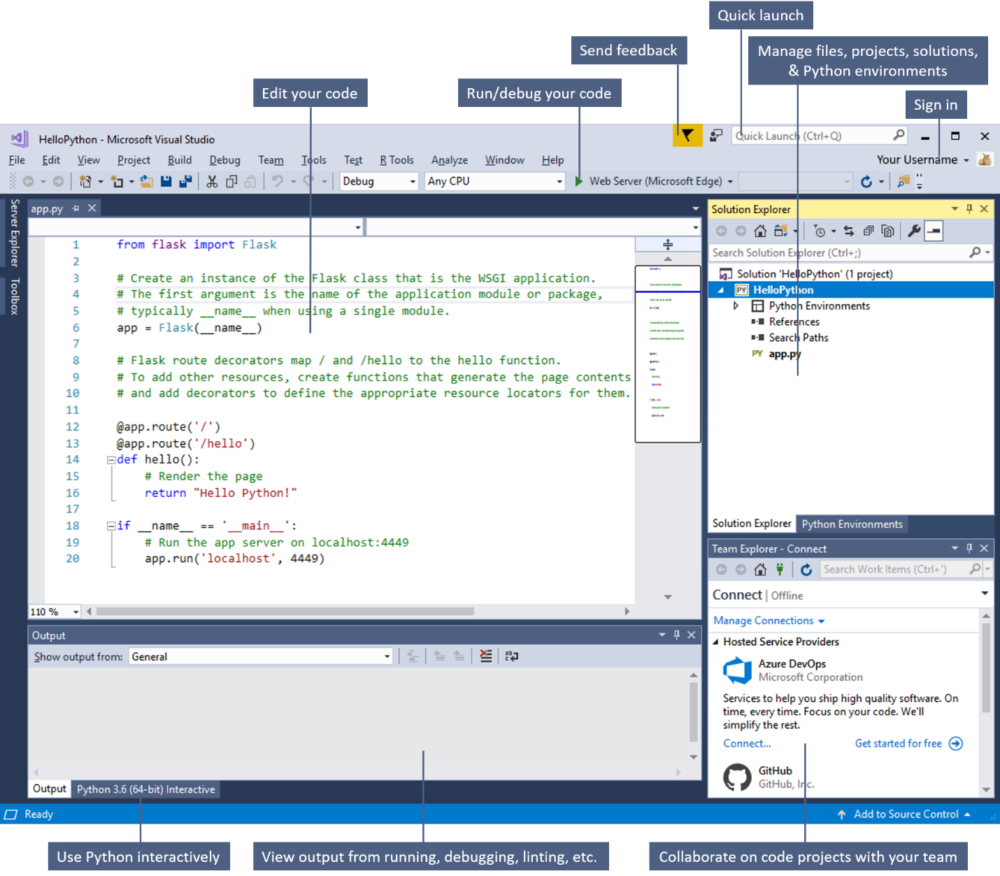 Quick launch
Send feedback
Manage files, projects, solutions,
& Python environments
Edit your code
Run/debug your code
Sign in
HelloPython - Microsoft Visual Studio
Quick Launch (Ctrl+Q)
File Edit View Project Build Debug Team Tools Test R Tools Analyze Window Help
Your Username
Debug
Any CPU
Web Server (Microsoft Edge)
Server Explorer
Toolbox
app.py
1 from flask import Flask
2
3 # Create an instance of the Flask class that is the WSGI application.
4 # The first argument is the name of the application module or package,
5 # typically __name__ when using a single module.
6 app = Flask(__name__)
7
8 # Flask route decorators map / and /hello to the hello function.
9 # To add other resources, create functions that generate the page contents
10 # and add decorators to define the appropriate resource locators for them.
11
12 @app.route('/')
13 @app.route('/hello')
14 def hello():
15 # Render the page
16 return "Hello Python!"
17
18 if __name__ == '__main__':
19 # Run the app server on localhost:4449
20 app.run('localhost', 4449)
110 %
Solution Explorer
Search Solution Explorer (Ctrl+;)
Solution 'HelloPython' (1 project)
PY HelloPython
Python Environments
References
Search Paths
PY app.py
Solution Explorer
Python Environments
Team Explorer - Connect
Search Work Items (Ctrl+')
Connect | Offline
Manage Connections
Hosted Service Providers
Azure DevOps
Microsoft Corporation
Services to help you ship high quality software. On
time, every time. Focus on your code. We'll
simplify the rest.
Connect...
Get started for free
GitHub
GitHub, Inc.
Output
Show output from: General
Output
Python 3.6 (64-bit) Interactive
Ready
Add to Source Control
Use Python interactively
View output from running, debugging, linting, etc.
Collaborate on code projects with your team